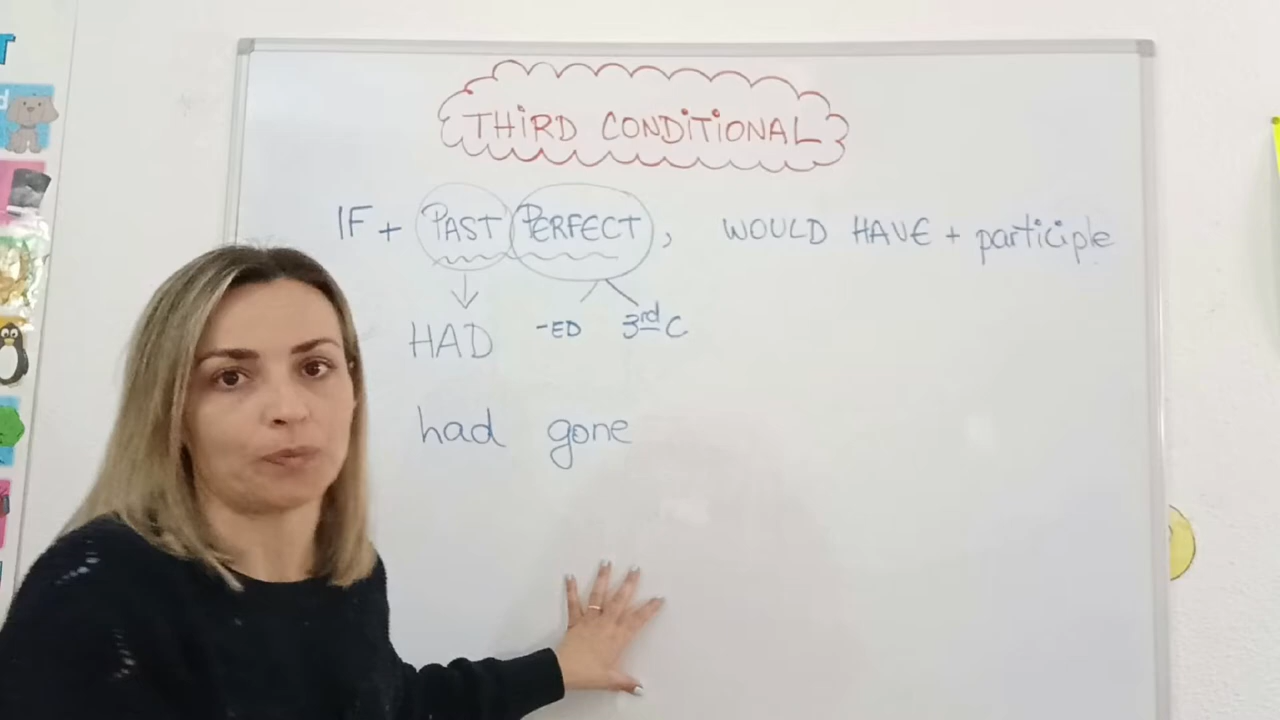 THIRD CONDITIONAL
IF + PAST PERFECT, WOULD HAVE + participle
HAD -ED 3rd C
had gone